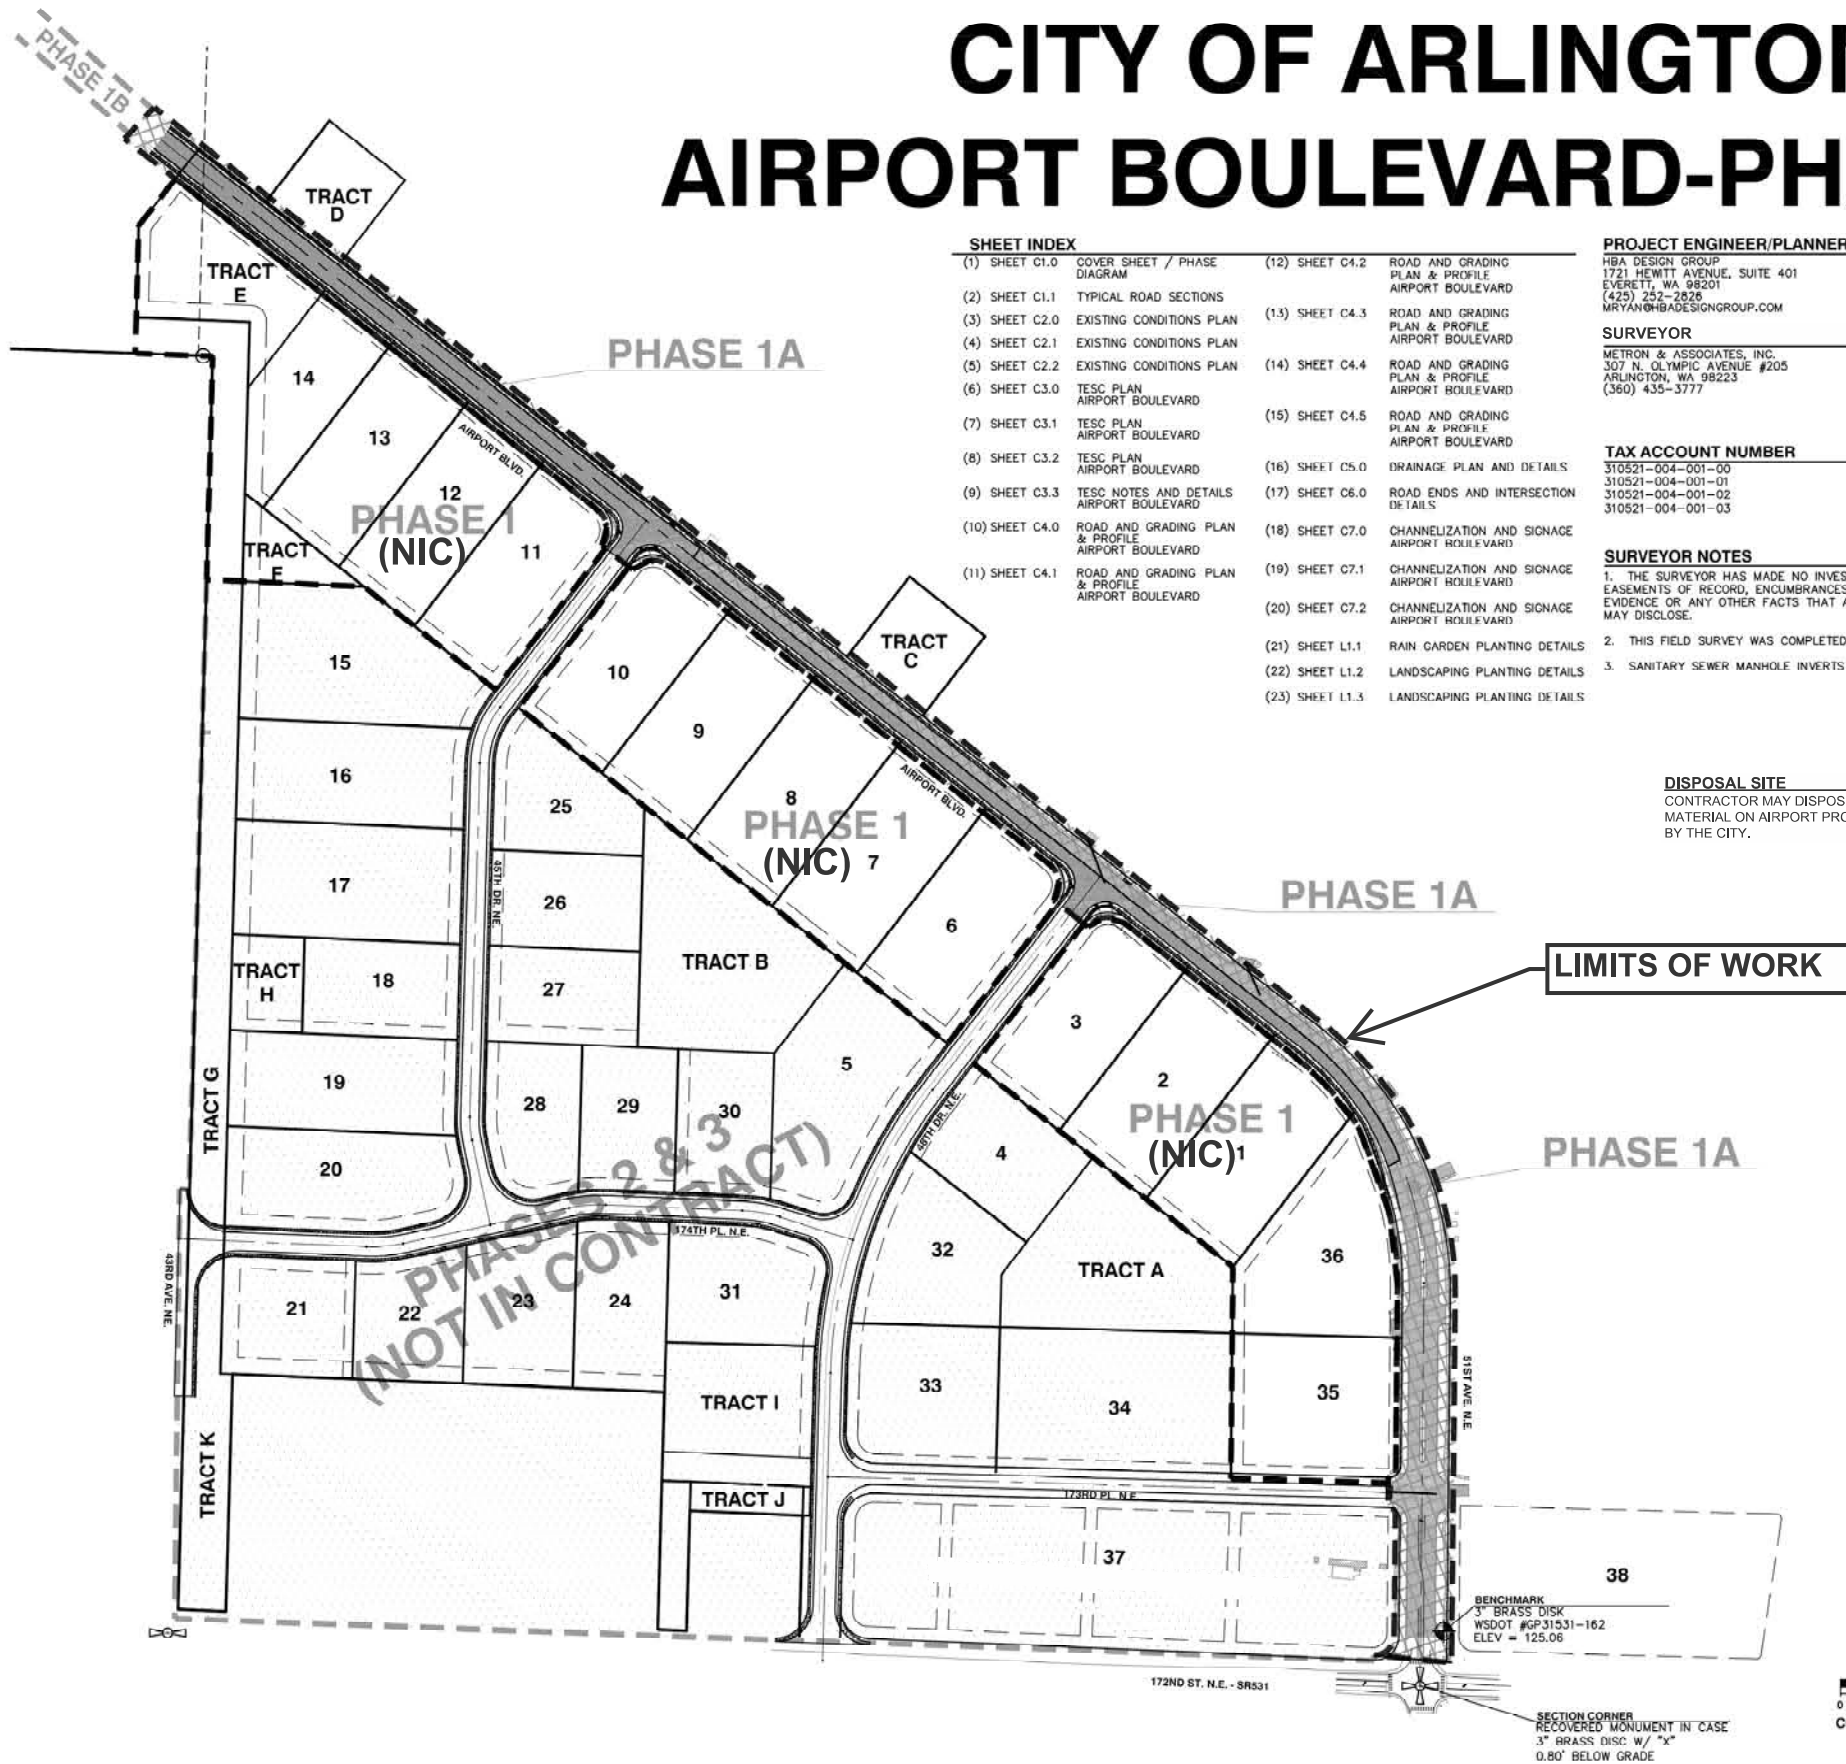 CITY OF ARLINGTON
AIRPORT BOULEVARD-PH
SHEET INDEX
(1) SHEET C1.0 COVER SHEET / PHASE
DIAGRAM
(2) SHEET C1.1 TYPICAL ROAD SECTIONS
(3) SHEET C2.0 EXISTING CONDITIONS PLAN
(4) SHEET C2.1 EXISTING CONDITIONS PLAN
(5) SHEET C2.2 EXISTING CONDITIONS PLAN
(6) SHEET C3.0 TESC PLAN
AIRPORT BOULEVARD
(7) SHEET C3.1 TESC PLAN
AIRPORT BOULEVARD
(8) SHEET C3.2 TESC PLAN
AIRPORT BOULEVARD
(9) SHEET C3.3 TESC NOTES AND DETAILS
AIRPORT BOULEVARD
(10) SHEET C4.0 ROAD AND GRADING PLAN
& PROFILE
AIRPORT BOULEVARD
(11) SHEET C4.1 ROAD AND GRADING PLAN
& PROFILE
AIRPORT BOULEVARD
(12) SHEET C4.2 ROAD AND GRADING
PLAN & PROFILE
AIRPORT BOULEVARD
(13) SHEET C4.3 ROAD AND GRADING
PLAN & PROFILE
AIRPORT BOULEVARD
(14) SHEET C4.4 ROAD AND GRADING
PLAN & PROFILE
AIRPORT BOULEVARD
(15) SHEET C4.5 ROAD AND GRADING
PLAN & PROFILE
AIRPORT BOULEVARD
(16) SHEET C5.0 DRAINAGE PLAN AND DETAILS
(17) SHEET C6.0 ROAD ENDS AND INTERSECTION
DETAILS
(18) SHEET C7.0 CHANNELIZATION AND SIGNAGE
AIRPORT BOULEVARD
(19) SHEET C7.1 CHANNELIZATION AND SIGNAGE
AIRPORT BOULEVARD
(20) SHEET C7.2 CHANNELIZATION AND SIGNAGE
AIRPORT BOULEVARD
(21) SHEET L1.1 RAIN GARDEN PLANTING DETAILS
(22) SHEET L1.2 LANDSCAPING PLANTING DETAILS
(23) SHEET L1.3 LANDSCAPING PLANTING DETAILS
PROJECT ENGINEER/PLANNER
HBA DESIGN GROUP
1721 HEWITT AVENUE, SUITE 401
EVERETT, WA 98201
(425) 252-2826
MRYAN@HBADESIGNGROUP.COM
SURVEYOR
METRON & ASSOCIATES, INC.
307 N. OLYMPIC AVENUE #205
ARLINGTON, WA 98223
(360) 435-3777
TAX ACCOUNT NUMBER
310521-004-001-00
310521-004-001-01
310521-004-001-02
310521-004-001-03
SURVEYOR NOTES
1. THE SURVEYOR HAS MADE NO INVES
EASEMENTS OF RECORD, ENCUMBRANCES
EVIDENCE OR ANY OTHER FACTS THAT A
MAY DISCLOSE.
2. THIS FIELD SURVEY WAS COMPLETED
3. SANITARY SEWER MANHOLE INVERTS
DISPOSAL SITE
CONTRACTOR MAY DISPOS
MATERIAL ON AIRPORT PRO
BY THE CITY.
PHASE 1B
TRACT
D
TRACT
E
PHASE 1A
14
13
AIRPORT BLVD.
12
PHASE 1
(NIC)
11
TRACT
F
TRACT
C
15
10
9
16
25
8
AIRPORT BLVD.
PHASE 1
(NIC)
7
17
45TH DR. NE
26
6
PHASE 1A
LIMITS OF WORK
TRACT
H
18
27
TRACT B
3
19
5
2
TRACT G
28
29
30
48TH DR. N.E.
PHASE 1
(NIC)
1
PHASE 1A
20
4
PHASES 2 & 3
(NOT IN CONTRACT)
174TH PL. N.E.
32
36
TRACT A
43RD AVE. NE.
21
22
23
24
31
33
34
35
51ST AVE. N.E.
TRACT I
TRACT K
TRACT J
173RD PL. N.E.
37
38
BENCHMARK
3" BRASS DISK
WSDOT #GP31531-162
ELEV = 125.06
172ND ST. N.E. - SR531
SECTION CORNER
RECOVERED MONUMENT IN CASE
3" BRASS DISC W/ "X"
0.80' BELOW GRADE
0
C